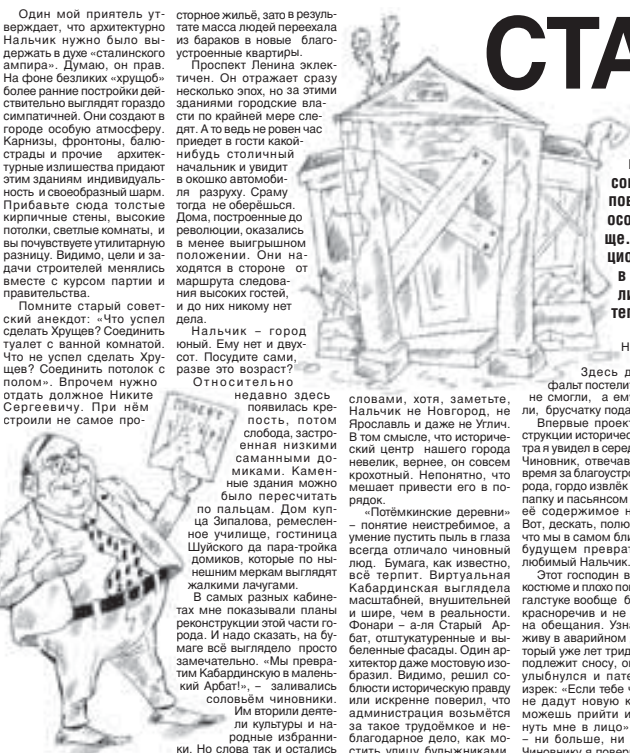 Один мой приятель ут-
верждает, что архитектурно
Нальчик нужно было вы-
держать в духе «сталинского
ампира». Думаю, он прав.
На фоне безликих «хрущоб»
более ранние постройки дей-
ствительно выглядят гораздо
симпатичней. Они создают в
городе особую атмосферу.
Карнизы, фронтоны, балю-
страды и прочие архитек-
турные излишества придают
этим зданиям индивидуаль-
ность и своеобразный шарм.
Прибавьте сюда толстые
кирпичные стены, высокие
потолки, светлые комнаты, и
вы почувствуете утилитарную
разницу. Видимо, цели и за-
дачи строителей менялись
вместе с курсом партии и
правительства.
Помните старый совет-
ский анекдот: «Что успел
сделать Хрущев? Соединить
туалет с ванной комнатой.
Что не успел сделать Хру-
щев? Соединить потолок с
полом». Впрочем нужно
отдать должное Никите
Сергеевичу. При нём
строили не самое про-
сторное жильё, зато в резуль-
тате масса людей переехала
из бараков в новые благо-
устроенные квартиры.
Проспект Ленина эклек-
тичен. Он отражает сразу
несколько эпох, но за этими
зданиями городские вла-
сти по крайней мере сле-
дят. А то ведь не ровен час
приедет в гости какой-
нибудь столичный
начальник и увидит
в окошко автомоби-
ля разруху. Сраму
тогда не оберёшься.
Дома, построенные до
революции, оказались
в менее выигрышном
положении. Они на-
ходятся в стороне от
маршрута следова-
ния высоких гостей,
и до них никому нет
дела.
Нальчик – город
юный. Ему нет и двух-
сот. Посудите сами,
разве это возраст?
Относительно
недавно здесь
появилась кре-
пость, потом
слобода, застро-
енная низкими
саманными до-
миками. Камен-
ные здания можно
было пересчитать
по пальцам. Дом куп-
ца Зипалова, ремеслен-
ное училище, гостиница
Шуйского да пара-тройка
домиков, которые по ны-
нешним меркам выглядят
жалкими лачугами.
В самых разных кабине-
тах мне показывали планы
реконструкции этой части го-
рода. И надо сказать, на бу-
маге всё выглядело просто
замечательно. «Мы превра-
тим Кабардинскую в малень-
кий Арбат!», – заливались
соловьём чиновники.
Им вторили деяте-
ли культуры и на-
родные избранни-
ки. Но слова так и остались
ПРОЕКТ
словами, хотя, заметьте,
Нальчик не Новгород, не
Ярославль и даже не Углич.
В том смысле, что историче-
ский центр нашего города
невелик, вернее, он совсем
крохотный. Непонятно, что
мешает привести его в по-
рядок.
«Потёмкинские деревни»
– понятие неистребимое, а
умение пустить пыль в глаза
всегда отличало чиновный
люд. Бумага, как известно,
всё терпит. Виртуальная
Кабардинская выглядела
масштабней, внушительней
и шире, чем в реальности.
Фонари – а-ля Старый Ар-
бат, отштукатуренные и вы-
беленные фасады. Один ар-
хитектор даже мостовую изо-
бразил. Видимо, решил со-
блюсти историческую правду
или искренне поверил, что
администрация возьмётся
за такое трудоёмкое и не-
благодарное дело, как мо-
стить улицу булыжниками.
СТА
сон
пов
осо
ще.
цио
в
ли
тег
Н
Здесь д
фальт постели
не смогли, а ем
ли, брусчатку пода
Впервые проек
струкции историчес
тра я увидел в серед
Чиновник, отвечав
время за благоустро
рода, гордо извлёк
папку и пасьянсом
её содержимое н
Вот, дескать, полю
что мы в самом бли
будущем преврат
любимый Нальчик.
Этот господин в
костюме и плохо пов
галстуке вообще б
красноречив и не
на обещания. Узна
живу в аварийном
торый уже лет трид
подлежит сносу, он
улыбнулся и пате
изрек: «Если тебе ч
не дадут новую к
можешь прийти и
нуть мне в лицо»
– ни больше, ни
Чиновнику я повер